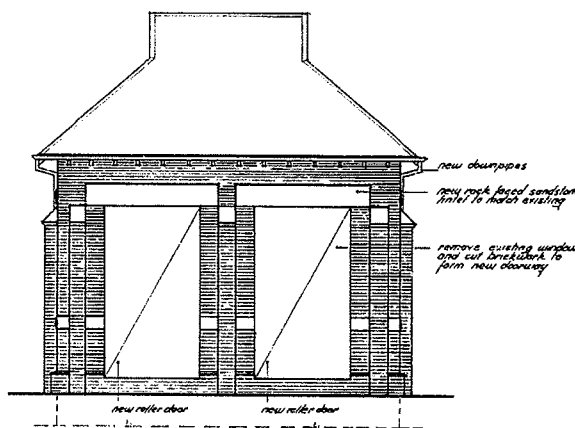 new downpipes
new rock faced sandstone
lintel to match existing
remove existing window
and cut brickwork to
form new doorway
new roller door
new roller door